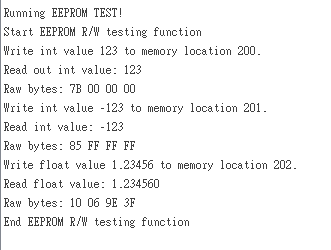 Running EEPROM TEST!
Start EEPROM R/W testing function
Write int value 123 to memory location 200.
Read out int value: 123
Raw bytes: 7B 00 00 00
Write int value -123 to memory location 201.
Read int value: -123
Raw bytes: 85 FF FF FF
Write float value 1.23456 to memory location 202.
Read float value: 1.234560
Raw bytes: 10 06 9E 3F
End EEPROM R/W testing function